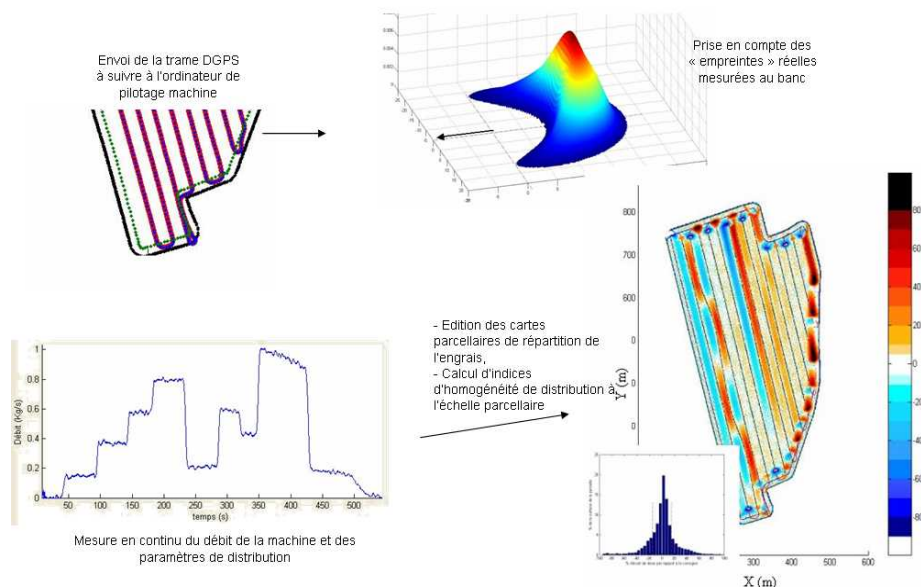 Envoi de la trame DGPS
à suivre à l'ordinateur de
pilotage machine
Prise en compte des
« empreintes » réelles
mesurées au banc
- Edition des cartes
parcellaires de répartition de
l'engrais,
- Calcul d'indices
d'homogénéité de distribution à
l'échelle parcellaire
Débit (Kg/s)
1
0.8
0.6
0.4
0.2
0
50
100
150
200
250
300
350
400
450
500
temps (s)
Mesure en continu du débit de la machine et des
paramètres de distribution
Y (m)
800
700
600
0
0
0
300
400
500
600
X (m)
80
60
40
20
0
-20
-40
-60
-80